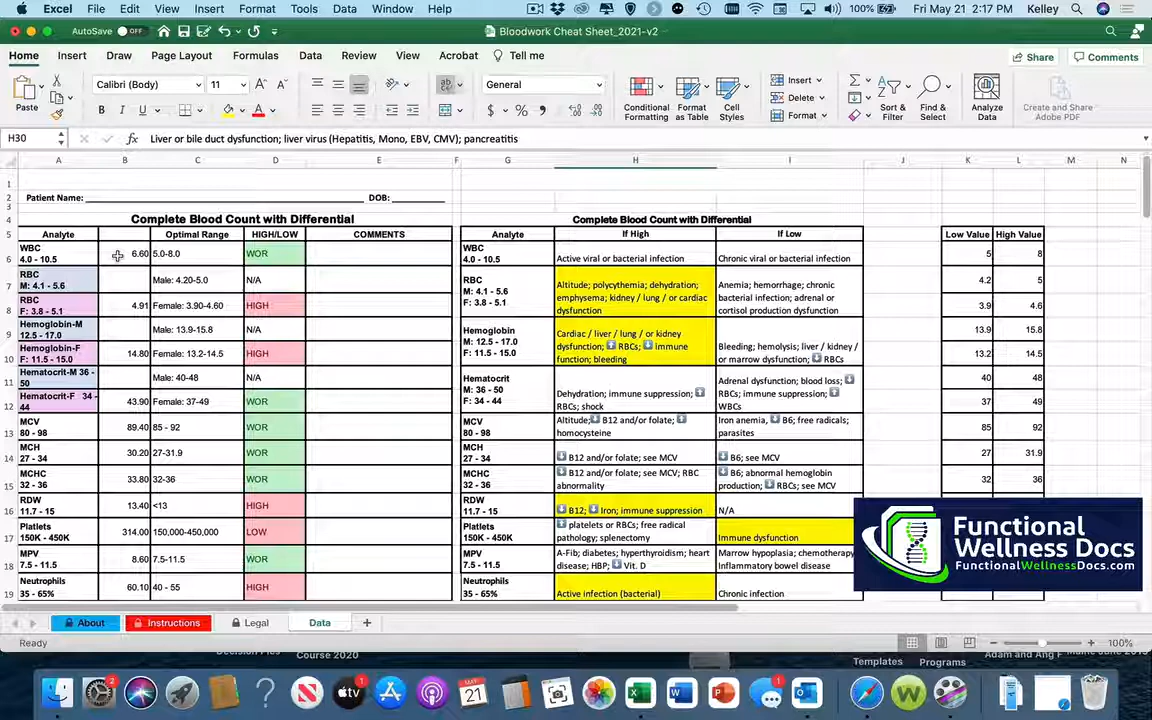 Excel File Edit View Insert Format Tools Data Window Help 100% Fri May 21 2:17 PM Kelley
AutoSave OFF Bloodwork Cheat Sheet_2021-v2
Home Insert Draw Page Layout Formulas Data Review View Acrobat Tell me Share Comments
Paste Calibri (Body) 11 General Conditional Formatting Format as Table Cell Styles Insert Delete Format Sort & Filter Find & Select Analyze Data Create and Share Adobe PDF
H30 fx Liver or bile duct dysfunction; liver virus (Hepatitis, Mono, EBV, CMV); pancreatitis
A B C D E F G H I J K L M N
1
2 Patient Name: DOB:
3
4 Complete Blood Count with Differential Complete Blood Count with Differential
5 Analyte Optimal Range HIGH/LOW COMMENTS Analyte If High If Low Low Value High Value
6 WBC 4.0 - 10.5 6.60 5.0-8.0 WOR WBC 4.0 - 10.5 Active viral or bacterial infection Chronic viral or bacterial infection 5 8
7 RBC M: 4.1 - 5.6 Male: 4.20-5.0 N/A RBC M: 4.1 - 5.6 F: 3.8 - 5.1 Altitude; polycythemia; dehydration; emphysema; kidney / lung / or cardiac dysfunction Anemia; hemorrhage; chronic bacterial infection; adrenal or cortisol production dysfunction 4.2 5
8 RBC F: 3.8 - 5.1 4.91 Female: 3.90-4.60 HIGH 3.9 4.6
9 Hemoglobin-M 12.5 - 17.0 Male: 13.9-15.8 N/A Hemoglobin M: 12.5 - 17.0 F: 11.5 - 15.0 Cardiac / liver / lung / or kidney dysfunction; ⬆ RBCs; ⬇ immune function; bleeding Bleeding; hemolysis; liver / kidney / or marrow dysfunction; ⬇ RBCs 13.9 15.8
10 Hemoglobin-F F: 11.5 - 15.0 14.80 Female: 13.2-14.5 HIGH 13.2 14.5
11 Hematocrit-M 36 - 50 Male: 40-48 N/A Hematocrit M: 36 - 50 F: 34 - 44 Dehydration; immune suppression; ⬆ RBCs; shock Adrenal dysfunction; blood loss; ⬇ RBCs; immune suppression; ⬆ WBCs 40 48
12 Hematocrit-F 34 - 44 43.90 Female: 37-49 WOR 37 49
13 MCV 80 - 98 89.40 85 - 92 WOR MCV 80 - 98 Altitude; ⬇ B12 and/or folate; ⬆ homocysteine Iron anemia, ⬇ B6; free radicals; parasites 85 92
14 MCH 27 - 34 30.20 27-31.9 WOR MCH 27 - 34 ⬇ B12 and/or folate; see MCV ⬇ B6; see MCV 27 31.9
15 MCHC 32 - 36 33.80 32-36 WOR MCHC 32 - 36 ⬇ B12 and/or folate; see MCV; RBC abnormality ⬇ B6; abnormal hemoglobin production; ⬇ RBCs; see MCV 32 36
16 RDW 11.7 - 15 13.40 <13 HIGH RDW 11.7 - 15 ⬇ B12; ⬇ Iron; immune suppression N/A
17 Platlets 150K - 450K 314.00 150,000-450,000 LOW Platlets 150K - 450K ⬆ platelets or RBCs; free radical pathology; splenectomy Immune dysfunction
18 MPV 7.5 - 11.5 8.60 7.5-11.5 WOR MPV 7.5 - 11.5 A-Fib; diabetes; hyperthyroidism; heart disease; HBP; ⬇ Vit. D Marrow hypoplasia; chemotherapy Inflammatory bowel disease
19 Neutrophils 35 - 65% 60.10 40 - 55 HIGH Neutrophils 35 - 65% Active infection (bacterial) Chronic infection
Functional
Wellness Docs
FunctionalWellnessDocs.com
About Instructions Legal Data +
Ready 100%
Course 2020 Templates Programs
MAY 21